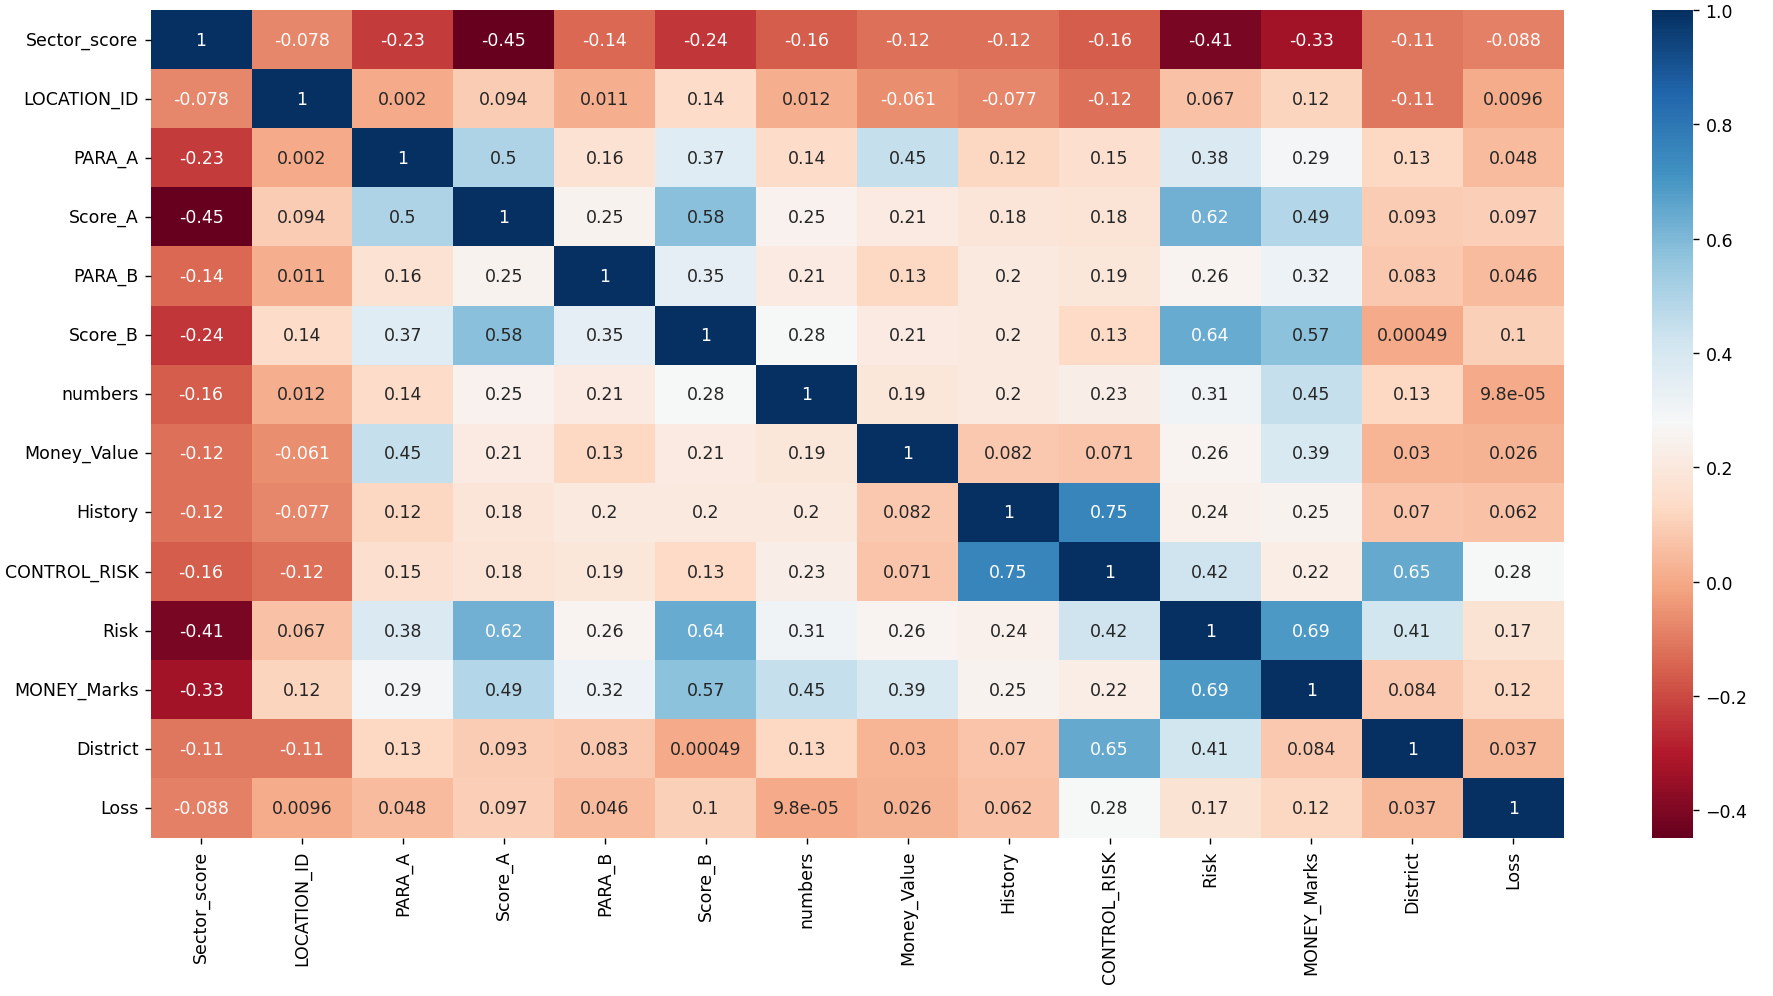 Sector_score 1 -0.078 -0.23 -0.45 -0.14 -0.24 -0.16 -0.12 -0.12 -0.16 -0.41 -0.33 -0.11 -0.088
LOCATION_ID -0.078 1 0.002 0.094 0.011 0.14 0.012 -0.061 -0.077 -0.12 0.067 0.12 -0.11 0.0096
PARA_A -0.23 0.002 1 0.5 0.16 0.37 0.14 0.45 0.12 0.15 0.38 0.29 0.13 0.048
Score_A -0.45 0.094 0.5 1 0.25 0.58 0.25 0.21 0.18 0.18 0.62 0.49 0.093 0.097
PARA_B -0.14 0.011 0.16 0.25 1 0.35 0.21 0.13 0.2 0.19 0.26 0.32 0.083 0.046
Score_B -0.24 0.14 0.37 0.58 0.35 1 0.28 0.21 0.2 0.13 0.64 0.57 0.00049 0.1
numbers -0.16 0.012 0.14 0.25 0.21 0.28 1 0.19 0.2 0.23 0.31 0.45 0.13 9.8e-05
Money_Value -0.12 -0.061 0.45 0.21 0.13 0.21 0.19 1 0.082 0.071 0.26 0.39 0.03 0.026
History -0.12 -0.077 0.12 0.18 0.2 0.2 0.2 0.082 1 0.75 0.24 0.25 0.07 0.062
CONTROL_RISK -0.16 -0.12 0.15 0.18 0.19 0.13 0.23 0.071 0.75 1 0.42 0.22 0.65 0.28
Risk -0.41 0.067 0.38 0.62 0.26 0.64 0.31 0.26 0.24 0.42 1 0.69 0.41 0.17
MONEY_Marks -0.33 0.12 0.29 0.49 0.32 0.57 0.45 0.39 0.25 0.22 0.69 1 0.084 0.12
District -0.11 -0.11 0.13 0.093 0.083 0.00049 0.13 0.03 0.07 0.65 0.41 0.084 1 0.037
Loss -0.088 0.0096 0.048 0.097 0.046 0.1 9.8e-05 0.026 0.062 0.28 0.17 0.12 0.037 1
Sector_score
LOCATION_ID
PARA_A
Score_A
PARA_B
Score_B
numbers
Money_Value
History
CONTROL_RISK
Risk
MONEY_Marks
District
Loss
1.0
0.8
0.6
0.4
0.2
0.0
−0.2
−0.4